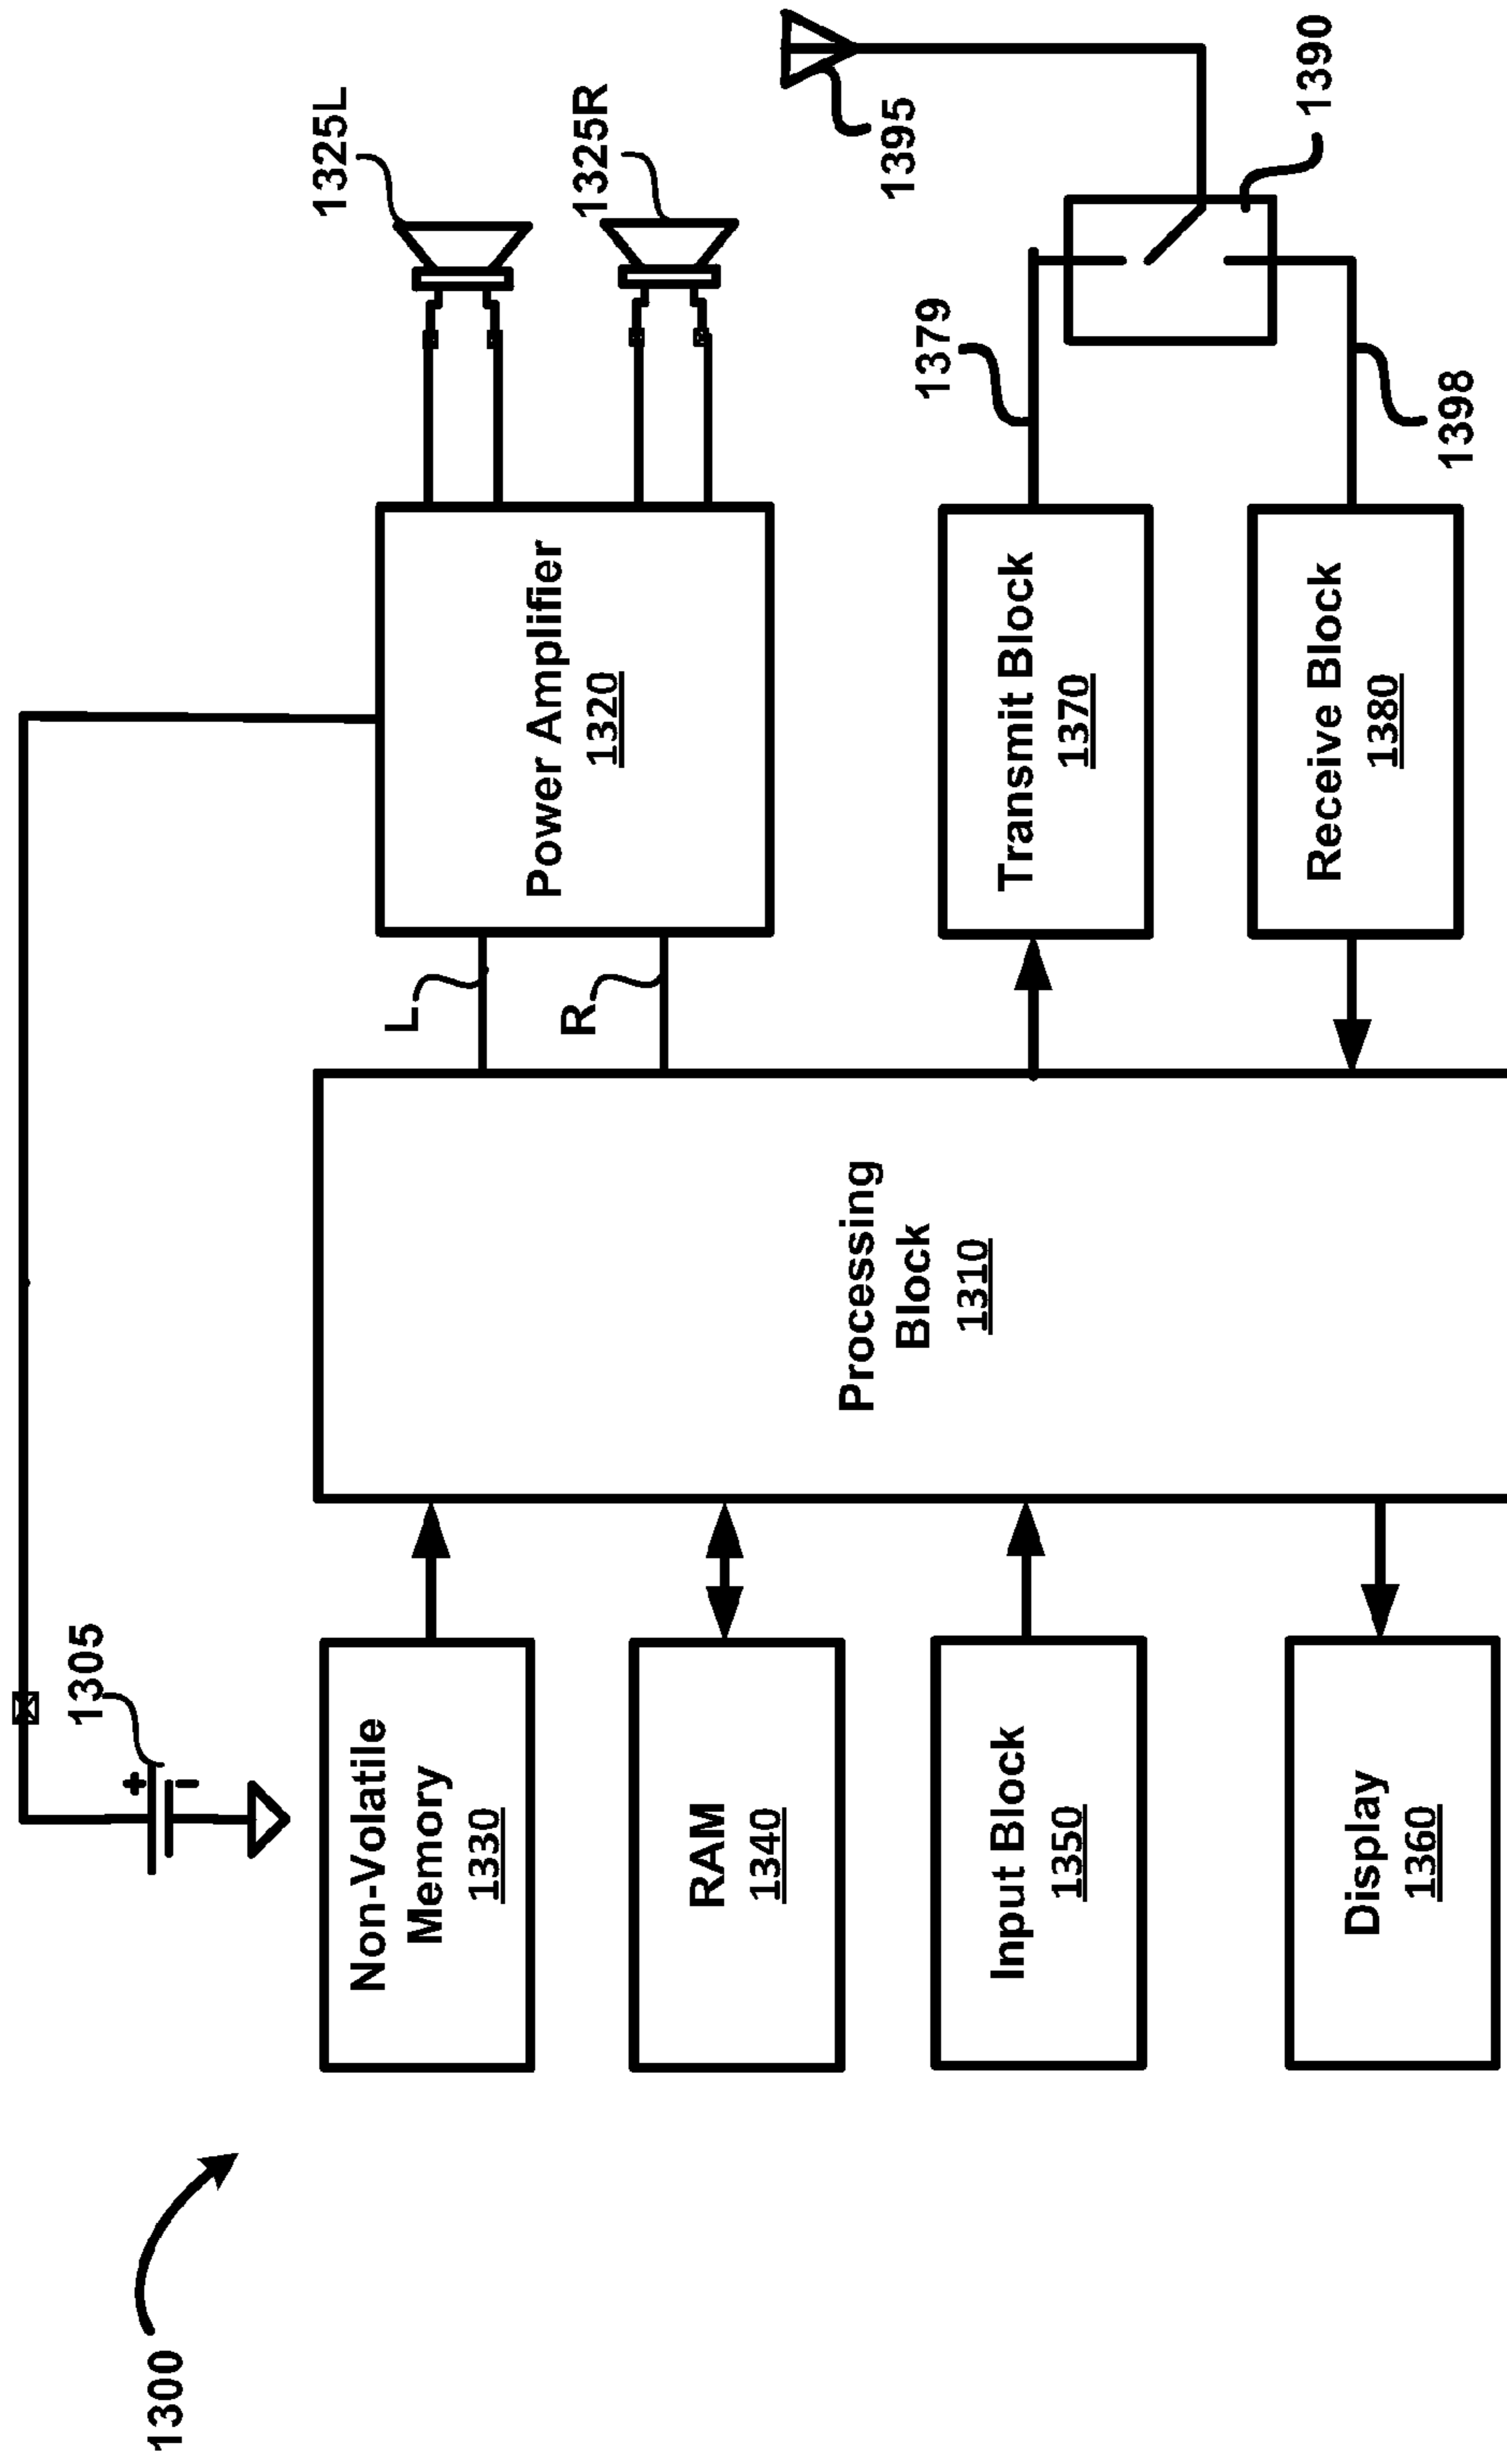 1300
1305
Non-Volatile
Memory
1330
RAM
1340
Input Block
1350
Display
1360
Processing
Block
1310
L
R
Power Amplifier
1320
1325L
1325R
Transmit Block
1370
Receive Block
1380
1379
1398
1395
1390
+
-